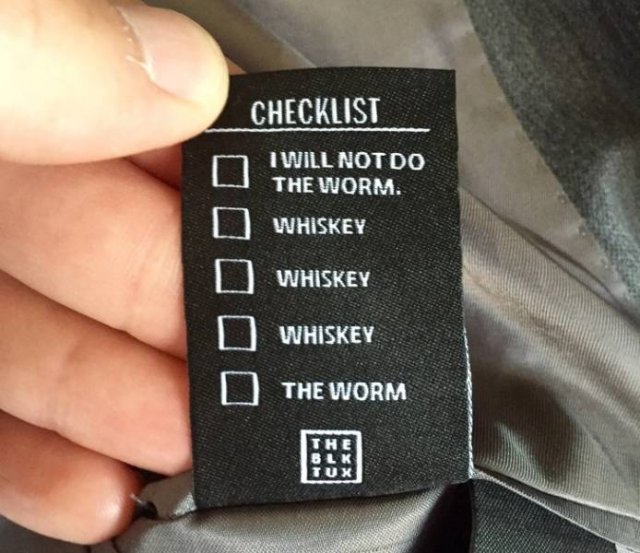 CHECKLIST
I WILL NOT DO
THE WORM.
WHISKEY
WHISKEY
WHISKEY
THE WORM
THE
BLK
TUX